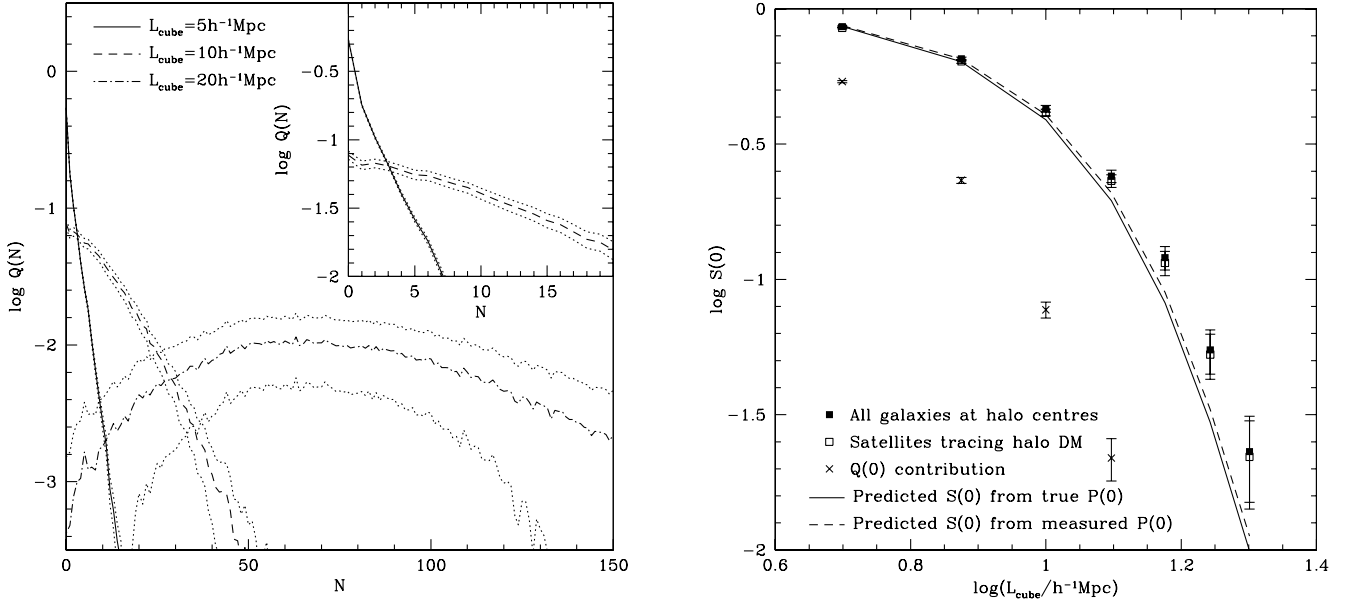 L_cube=5h⁻¹Mpc
L_cube=10h⁻¹Mpc
L_cube=20h⁻¹Mpc
log Q(N)
0
−1
−2
−3
0 50 100 150
N
log Q(N)
−0.5
−1
−1.5
−2
0 5 10 15
N
log S(0)
0
−0.5
−1
−1.5
−2
All galaxies at halo centres
Satellites tracing halo DM
Q(0) contribution
Predicted S(0) from true P(0)
Predicted S(0) from measured P(0)
0.6 0.8 1 1.2 1.4
log(L_cube/h⁻¹Mpc)